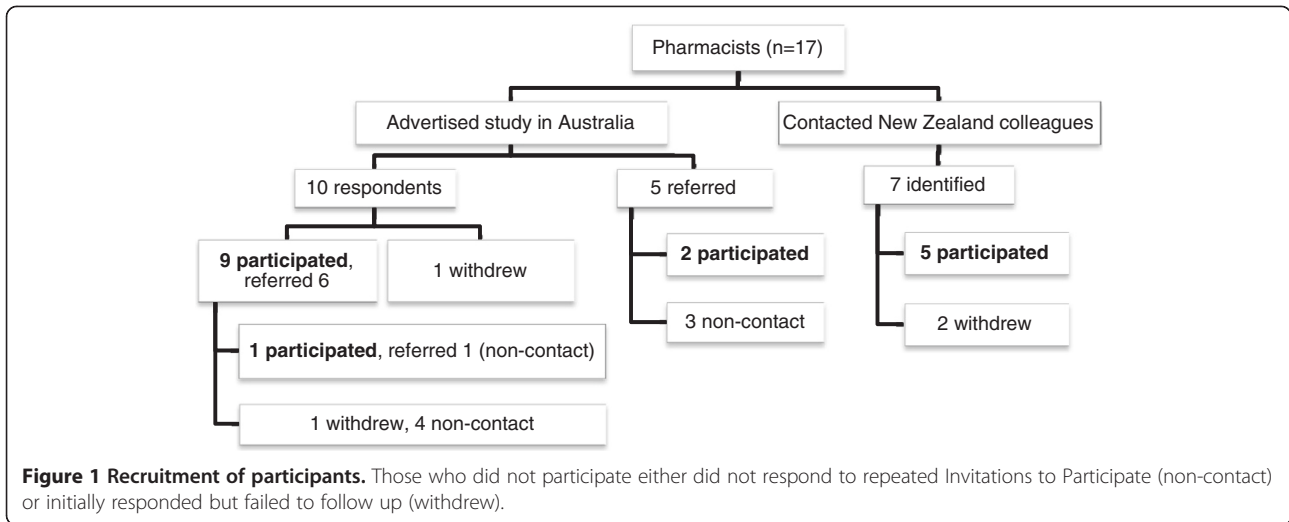 Pharmacists (n=17)
Advertised study in Australia
Contacted New Zealand colleagues
10 respondents
5 referred
7 identified
9 participated,
referred 6
1 withdrew
2 participated
5 participated
3 non-contact
2 withdrew
1 participated, referred 1 (non-contact)
1 withdrew, 4 non-contact
Figure 1 Recruitment of participants. Those who did not participate either did not respond to repeated Invitations to Participate (non-contact)
or initially responded but failed to follow up (withdrew).